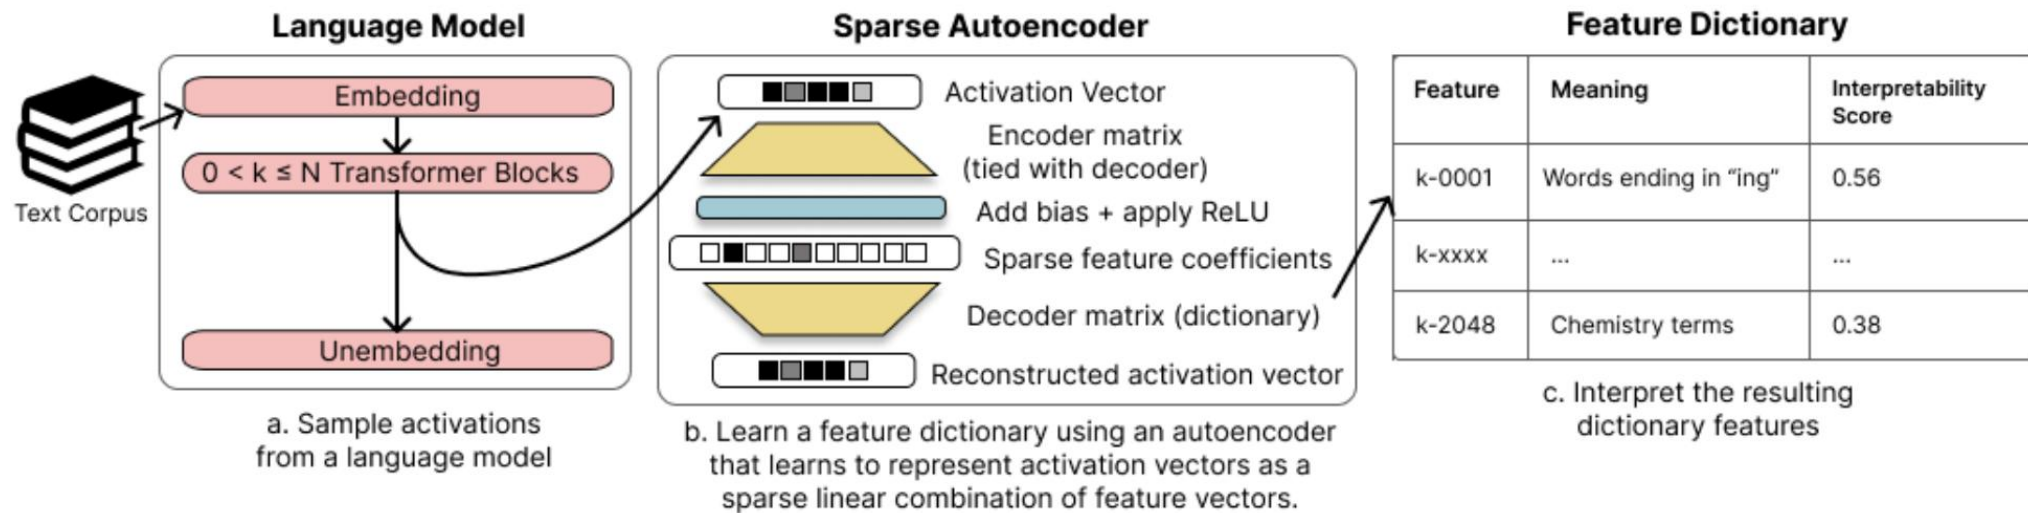 Language Model
Text Corpus
Embedding
0 < k ≤ N Transformer Blocks
Unembedding
a. Sample activations
from a language model
Sparse Autoencoder
Activation Vector
Encoder matrix
(tied with decoder)
Add bias + apply ReLU
Sparse feature coefficients
Decoder matrix (dictionary)
Reconstructed activation vector
b. Learn a feature dictionary using an autoencoder
that learns to represent activation vectors as a
sparse linear combination of feature vectors.
Feature Dictionary
Feature Meaning Interpretability
Score
k-0001 Words ending in “ing” 0.56
k-xxxx ... ...
k-2048 Chemistry terms 0.38
c. Interpret the resulting
dictionary features